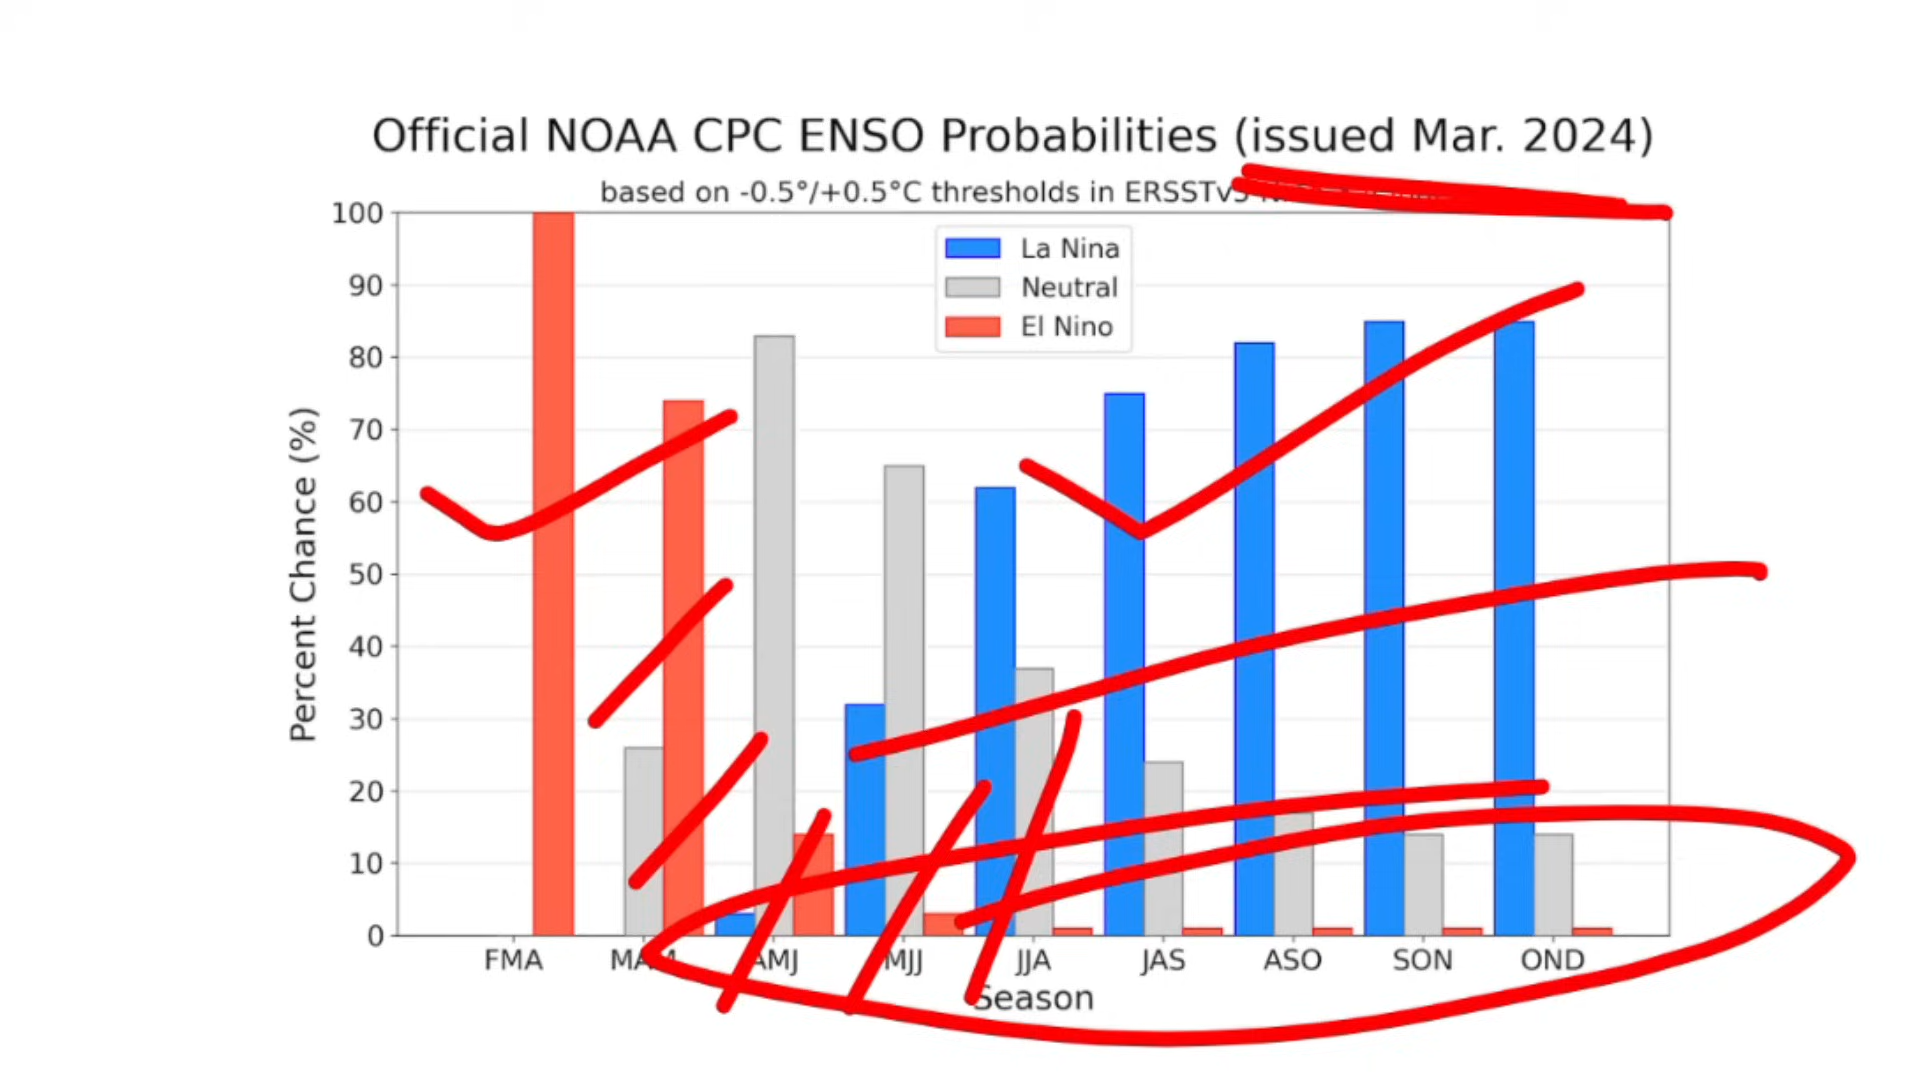 Official NOAA CPC ENSO Probabilities (issued Mar. 2024)
based on -0.5°/+0.5°C thresholds in
100
90
80
70
60
50
40
30
20
10
0
Percent Chance (%)
La Nina
Neutral
El Nino
FMA MAM AMJ MJJ JJA JAS ASO SON OND
Season